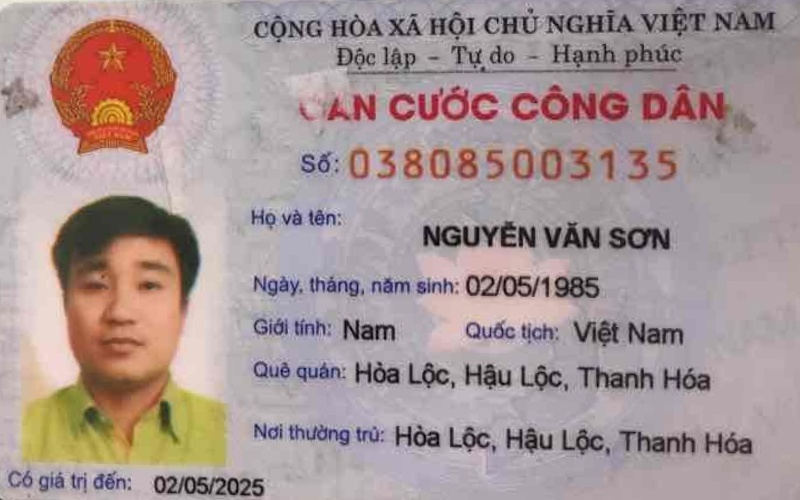 CỘNG HÒA XÃ HỘI CHỦ NGHĨA VIỆT NAM
Độc lập - Tự do - Hạnh phúc
CĂN CƯỚC CÔNG DÂN
Số: 038085003135
Họ và tên: NGUYỄN VĂN SƠN
Ngày, tháng, năm sinh: 02/05/1985
Giới tính: Nam Quốc tịch: Việt Nam
Quê quán: Hòa Lộc, Hậu Lộc, Thanh Hóa
Nơi thường trú: Hòa Lộc, Hậu Lộc, Thanh Hóa
Có giá trị đến: 02/05/2025